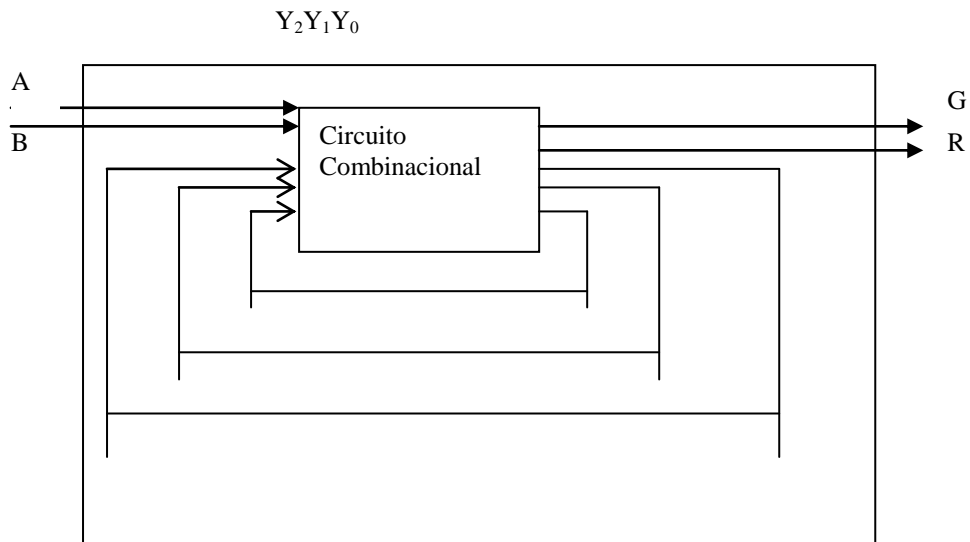 Y₂Y₁Y₀
A
G
B
Circuito
R
Combinacional